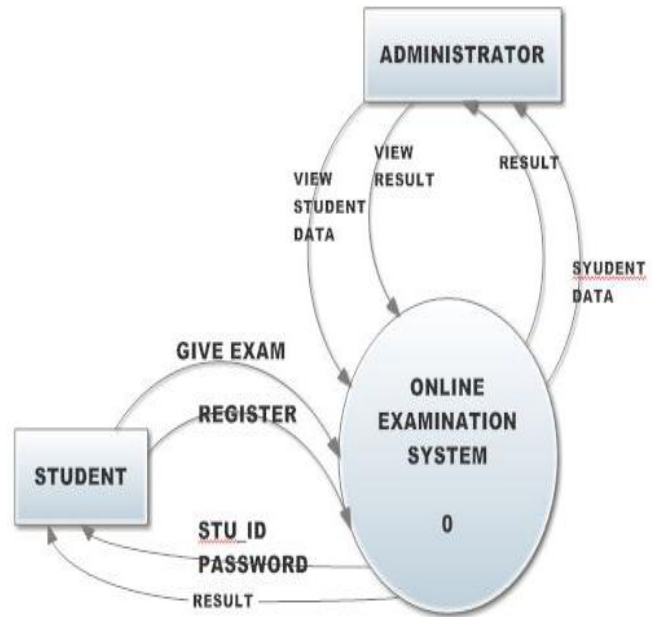 ADMINISTRATOR
VIEW
STUDENT
DATA
VIEW
RESULT
RESULT
SYUDENT
DATA
GIVE EXAM
REGISTER
STUDENT
ONLINE
EXAMINATION
SYSTEM
0
STU_ID
PASSWORD
RESULT